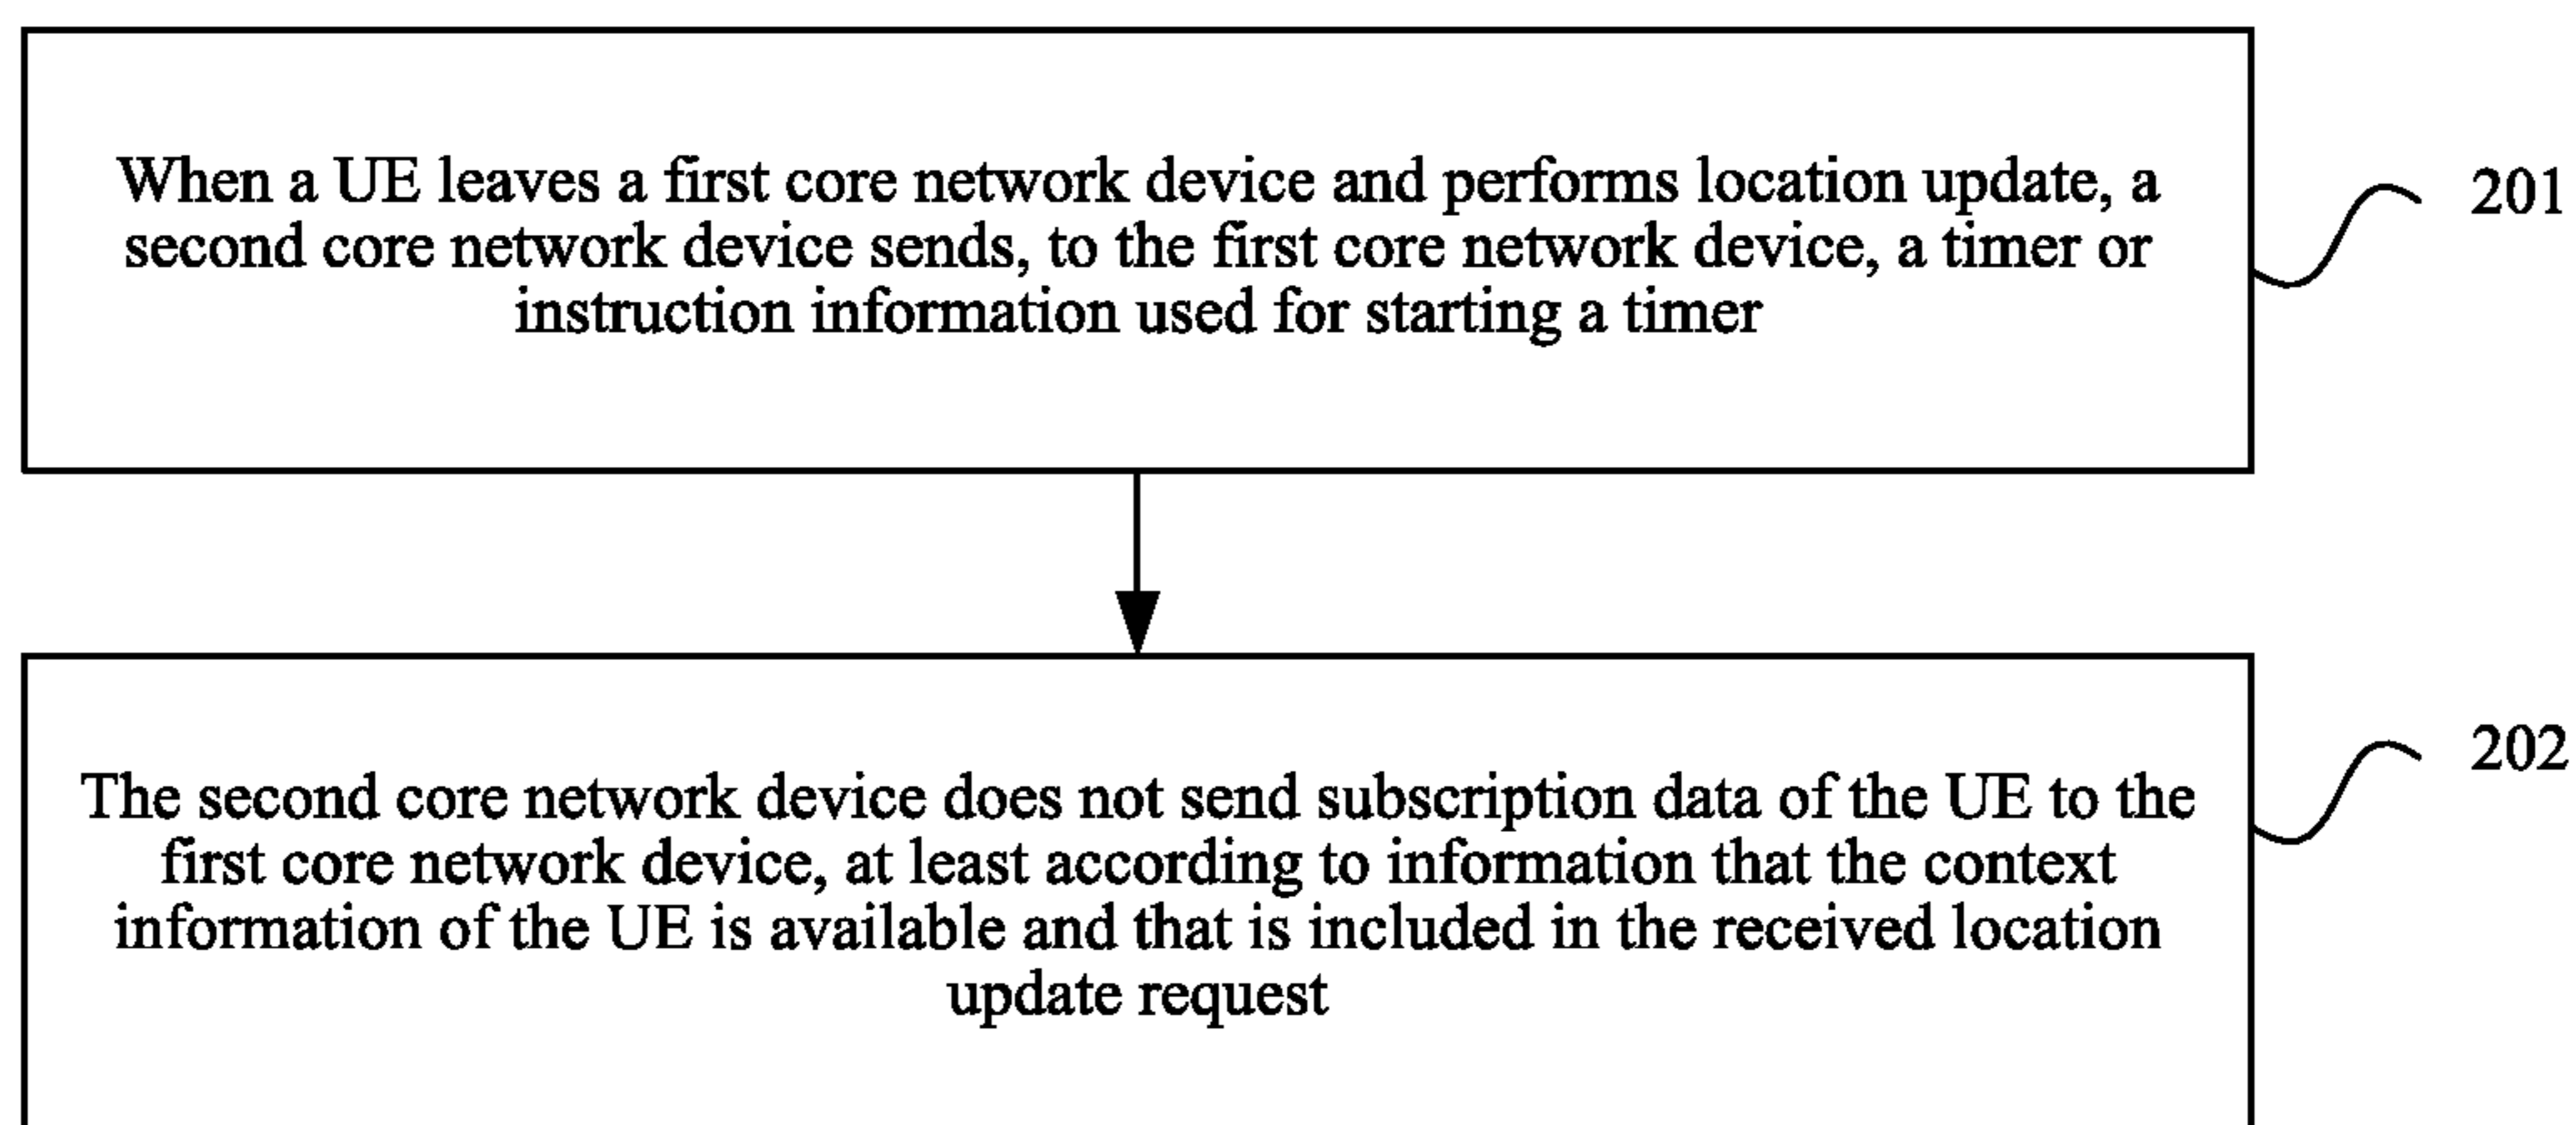 When a UE leaves a first core network device and performs location update, a
second core network device sends, to the first core network device, a timer or
instruction information used for starting a timer
201
The second core network device does not send subscription data of the UE to the
first core network device, at least according to information that the context
information of the UE is available and that is included in the received location
update request
202